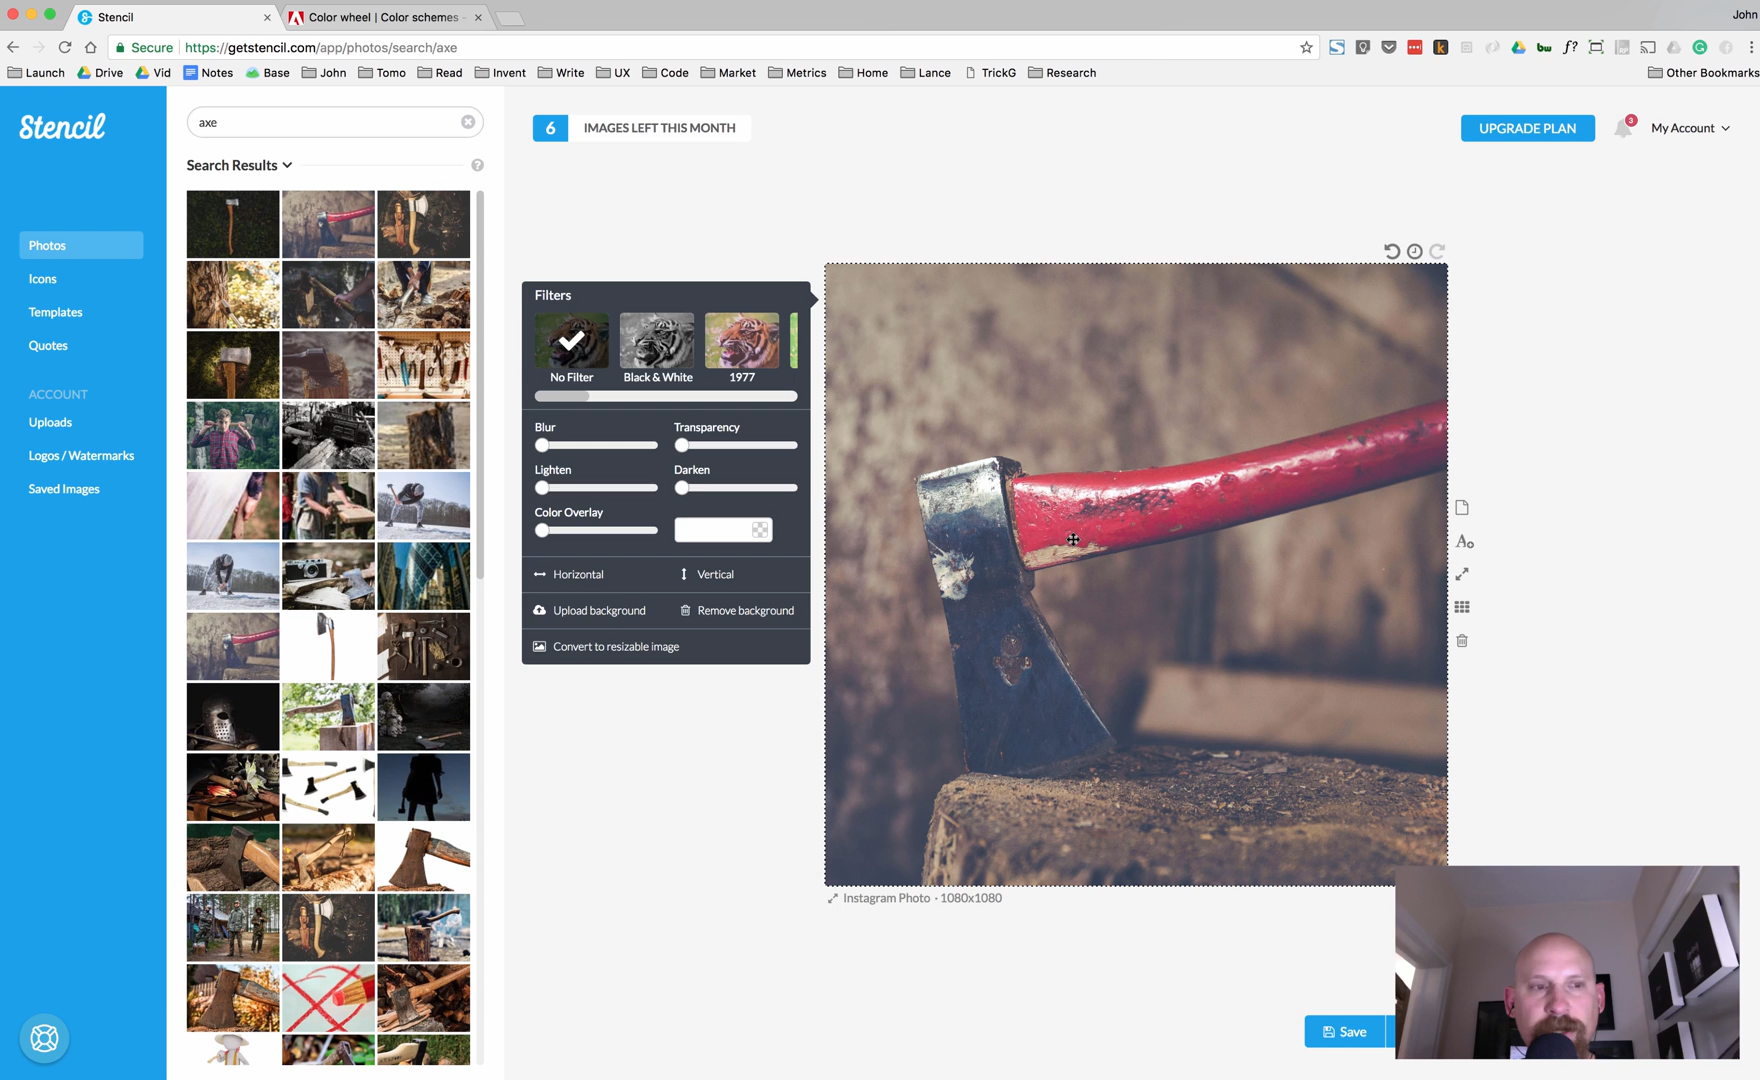 Stencil
Color wheel | Color schemes -
John
Secure
https://getstencil.com/app/photos/search/axe
Launch Drive Vid Notes Base John Tomo Read Invent Write UX Code Market Metrics Home Lance TrickG Research Other Bookmarks
Stencil
axe
6 IMAGES LEFT THIS MONTH
UPGRADE PLAN
3
My Account
Search Results
?
Photos
Icons
Templates
Quotes
ACCOUNT
Uploads
Logos / Watermarks
Saved Images
Filters
No Filter
Black & White
1977
Blur
Transparency
Lighten
Darken
Color Overlay
Horizontal
Vertical
Upload background
Remove background
Convert to resizable image
Instagram Photo · 1080x1080
Save